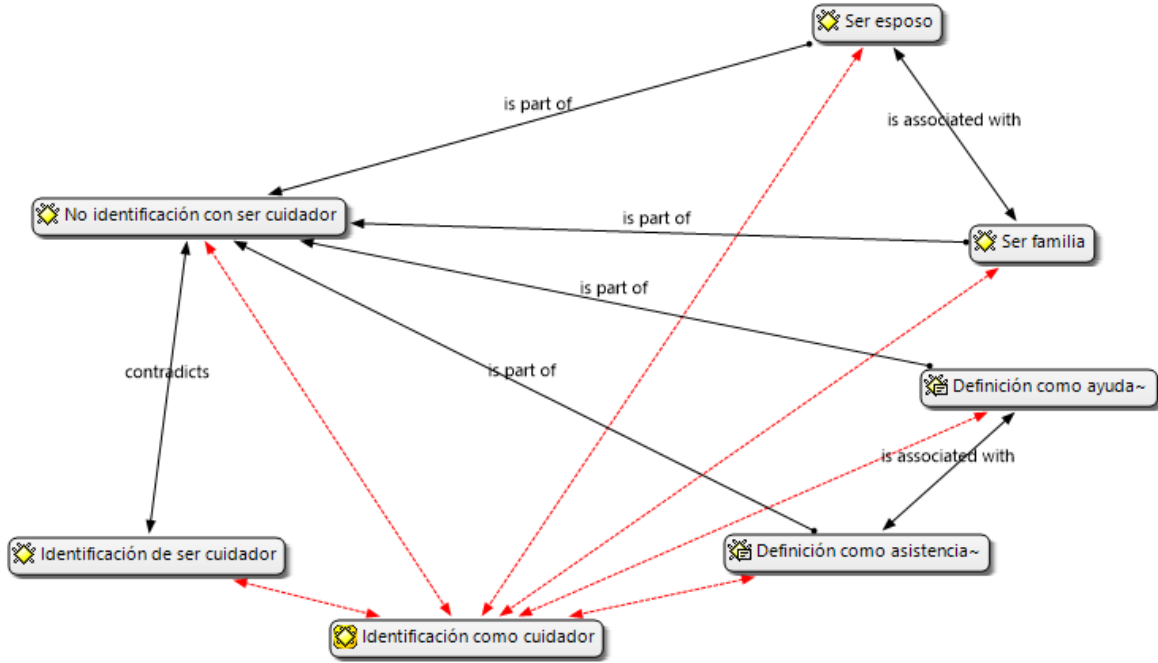 Ser esposo
is part of
is associated with
No identificación con ser cuidador
is part of
Ser familia
is part of
contradicts
is part of
Definición como ayuda~
is associated with
Identificación de ser cuidador
Definición como asistencia~
Identificación como cuidador